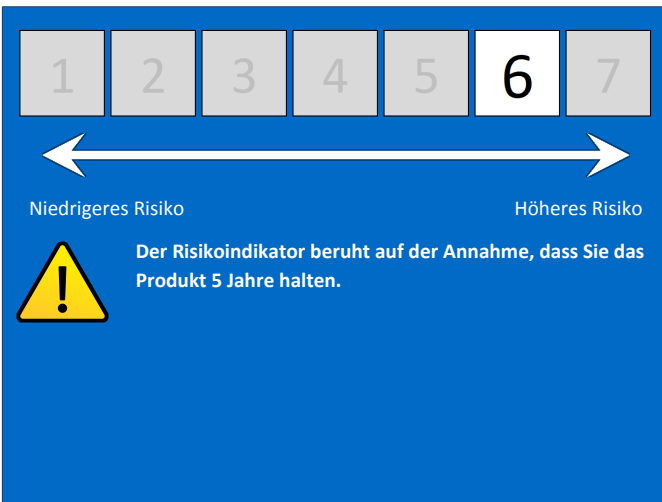 1 2 3 4 5 6 7
Niedrigeres Risiko Höheres Risiko
Der Risikoindikator beruht auf der Annahme, dass Sie das
Produkt 5 Jahre halten.